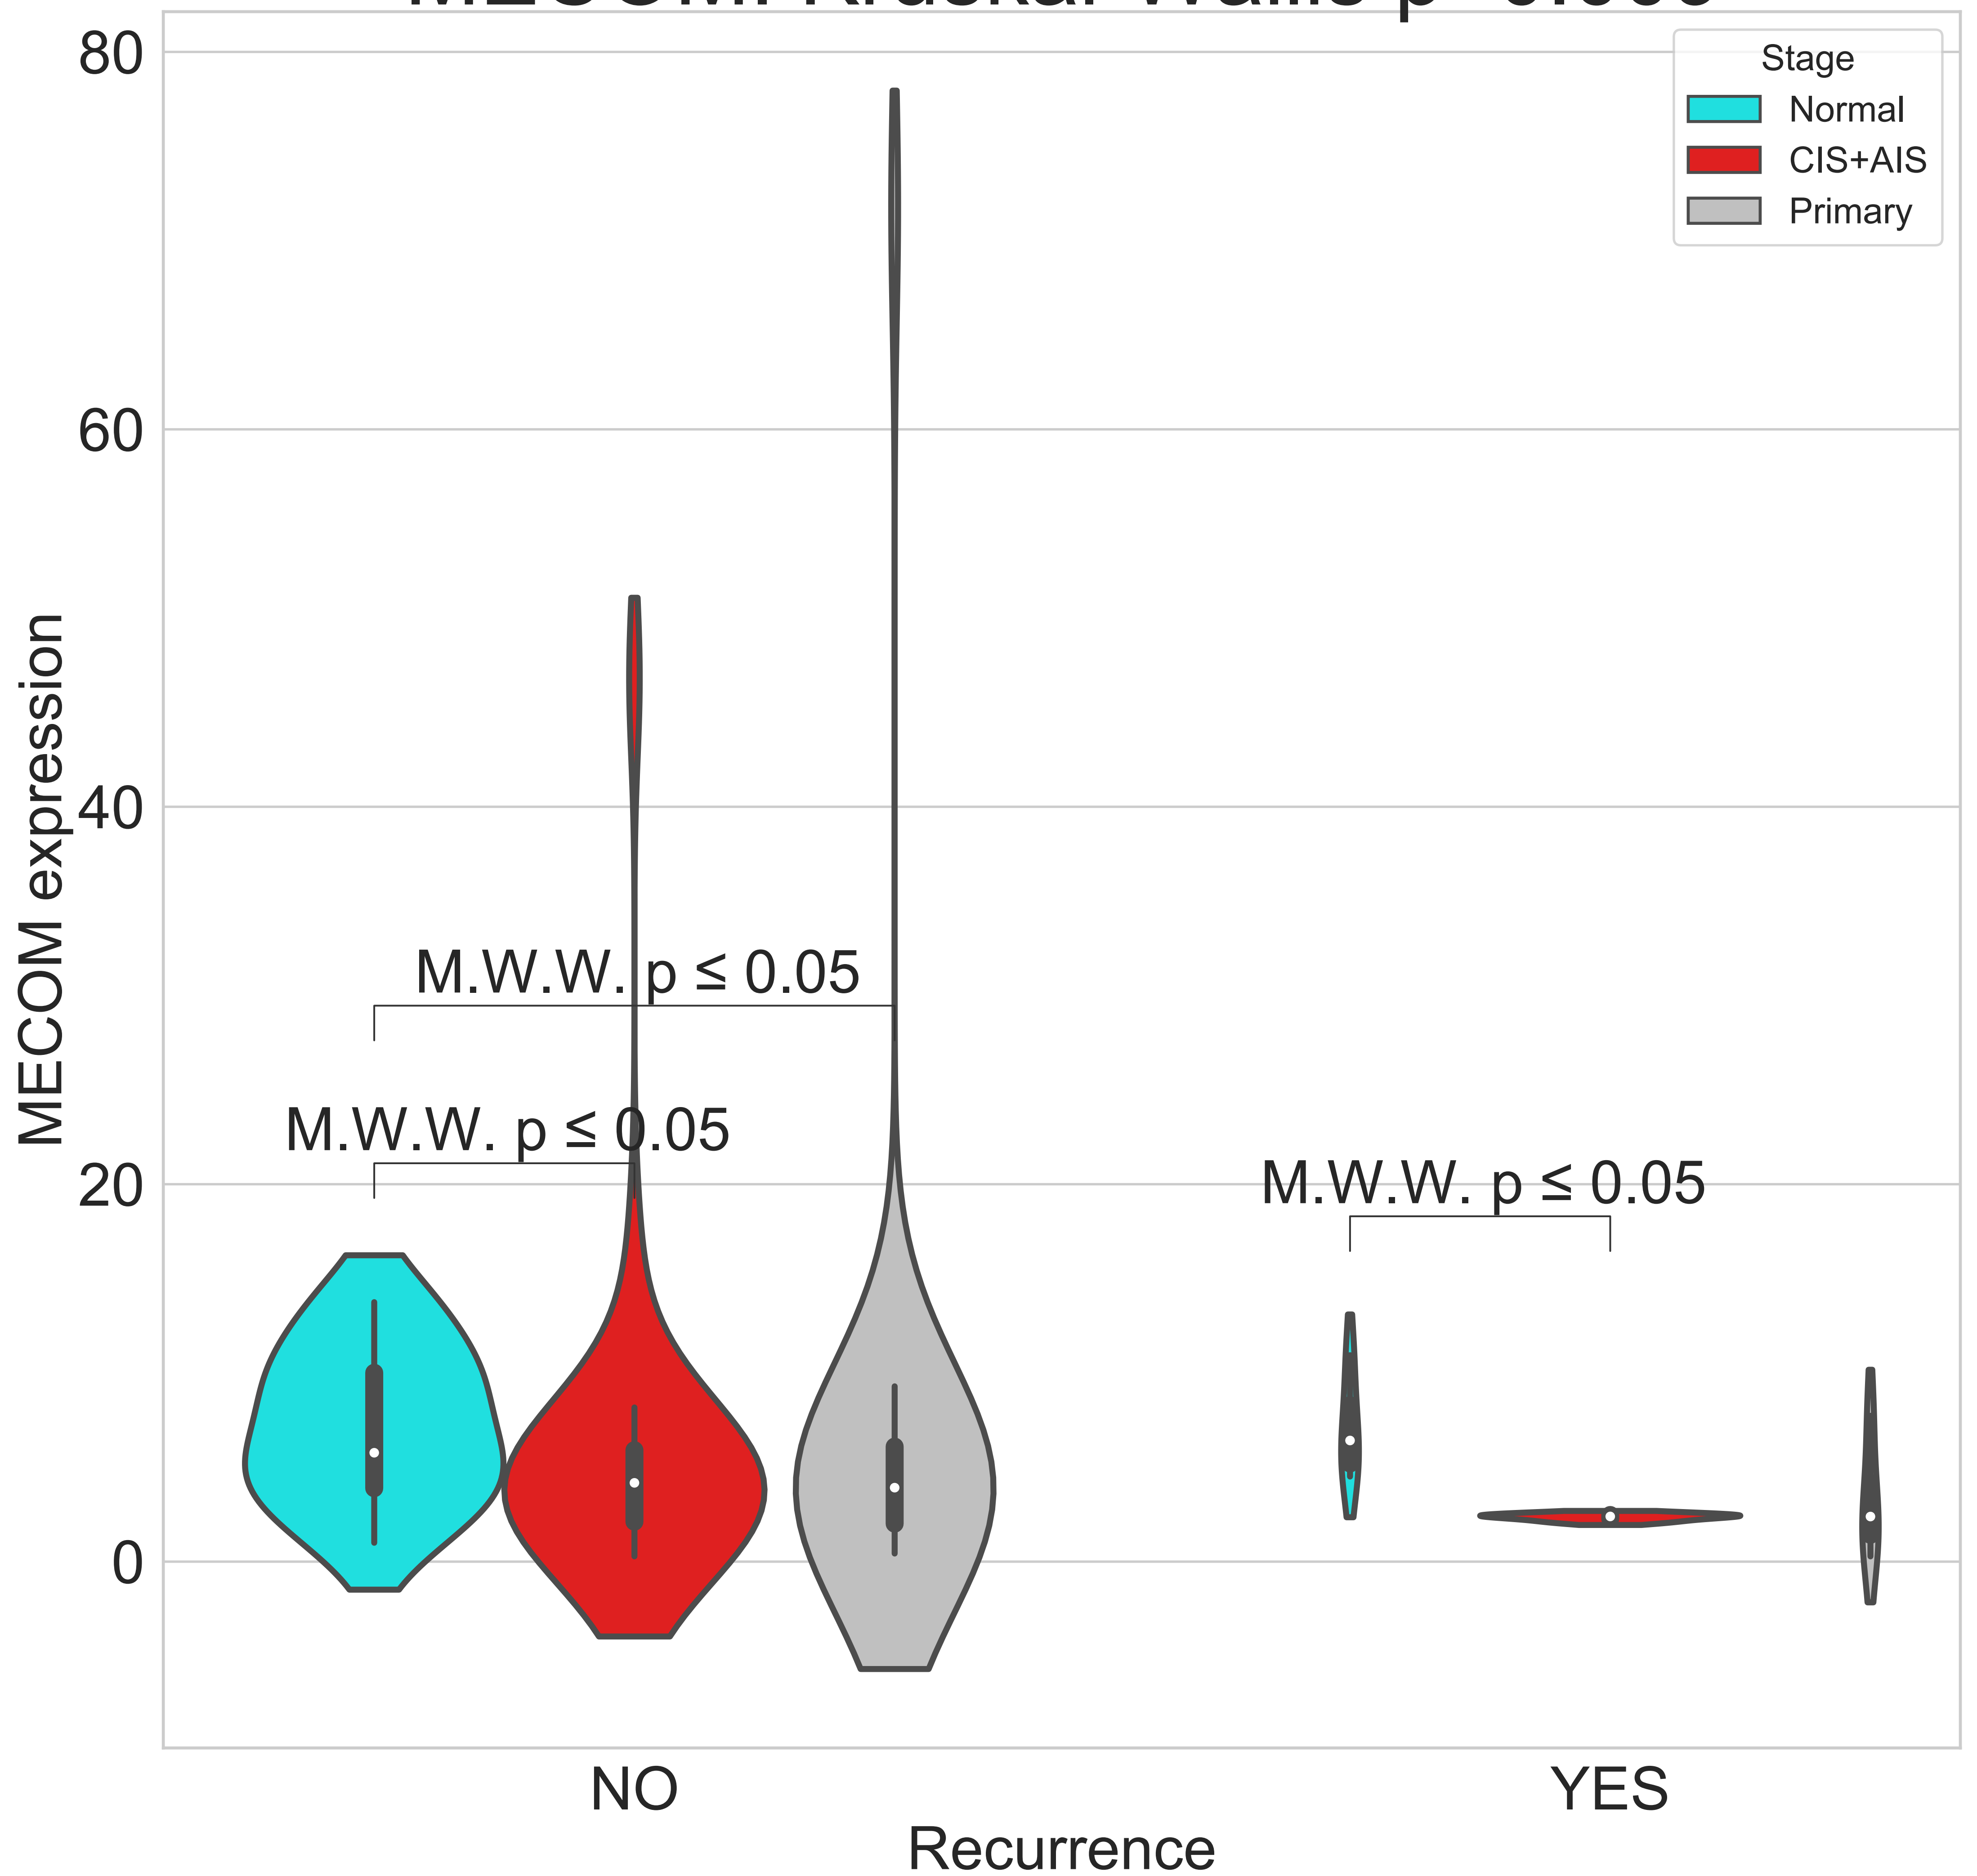 80
60
40
20
0
MECOM expression
Stage
Normal
CIS+AIS
Primary
M.W.W. p ≤ 0.05
M.W.W. p ≤ 0.05
M.W.W. p ≤ 0.05
NO
YES
Recurrence